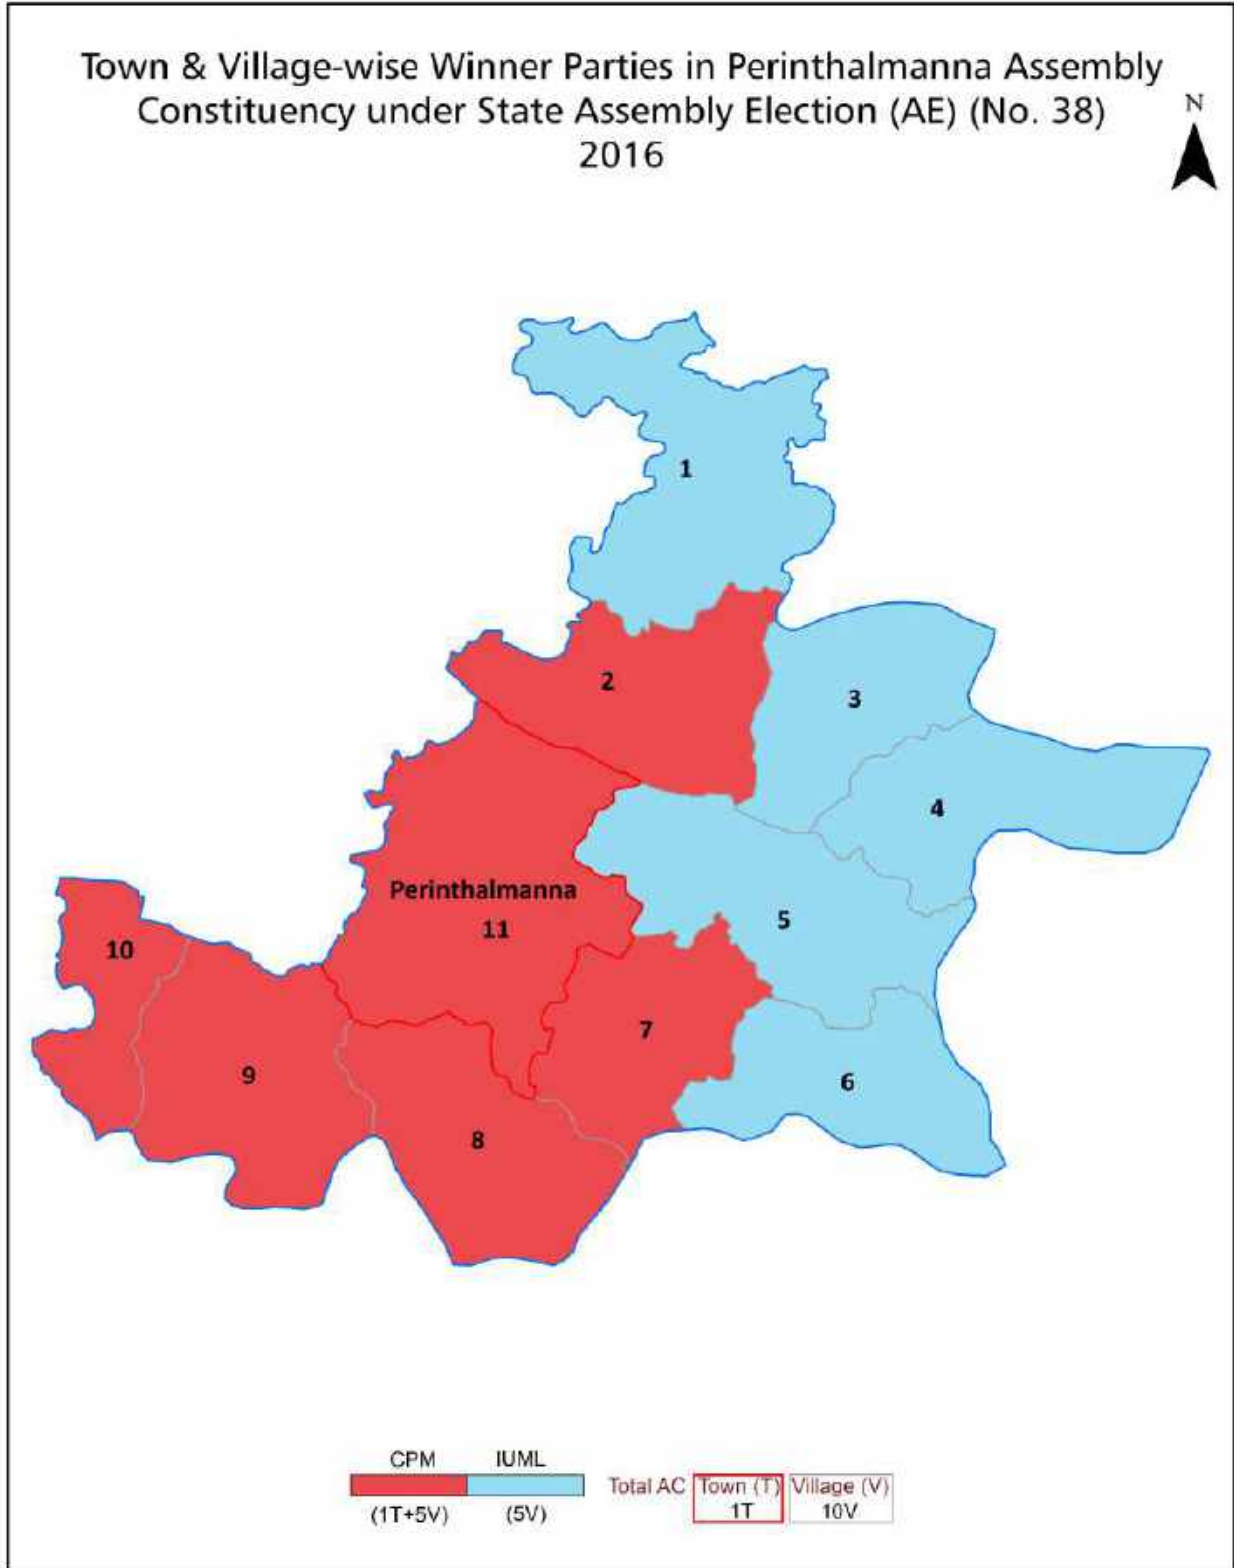 Town & Village-wise Winner Parties in Perinthalmanna Assembly
Constituency under State Assembly Election (AE) (No. 38)
2016
N
1
2
3
4
Perinthalmanna
11
5
10
7
9
6
8
CPM IUML
Total AC Town (T) Village (V)
(1T+5V) (5V) 1T 10V